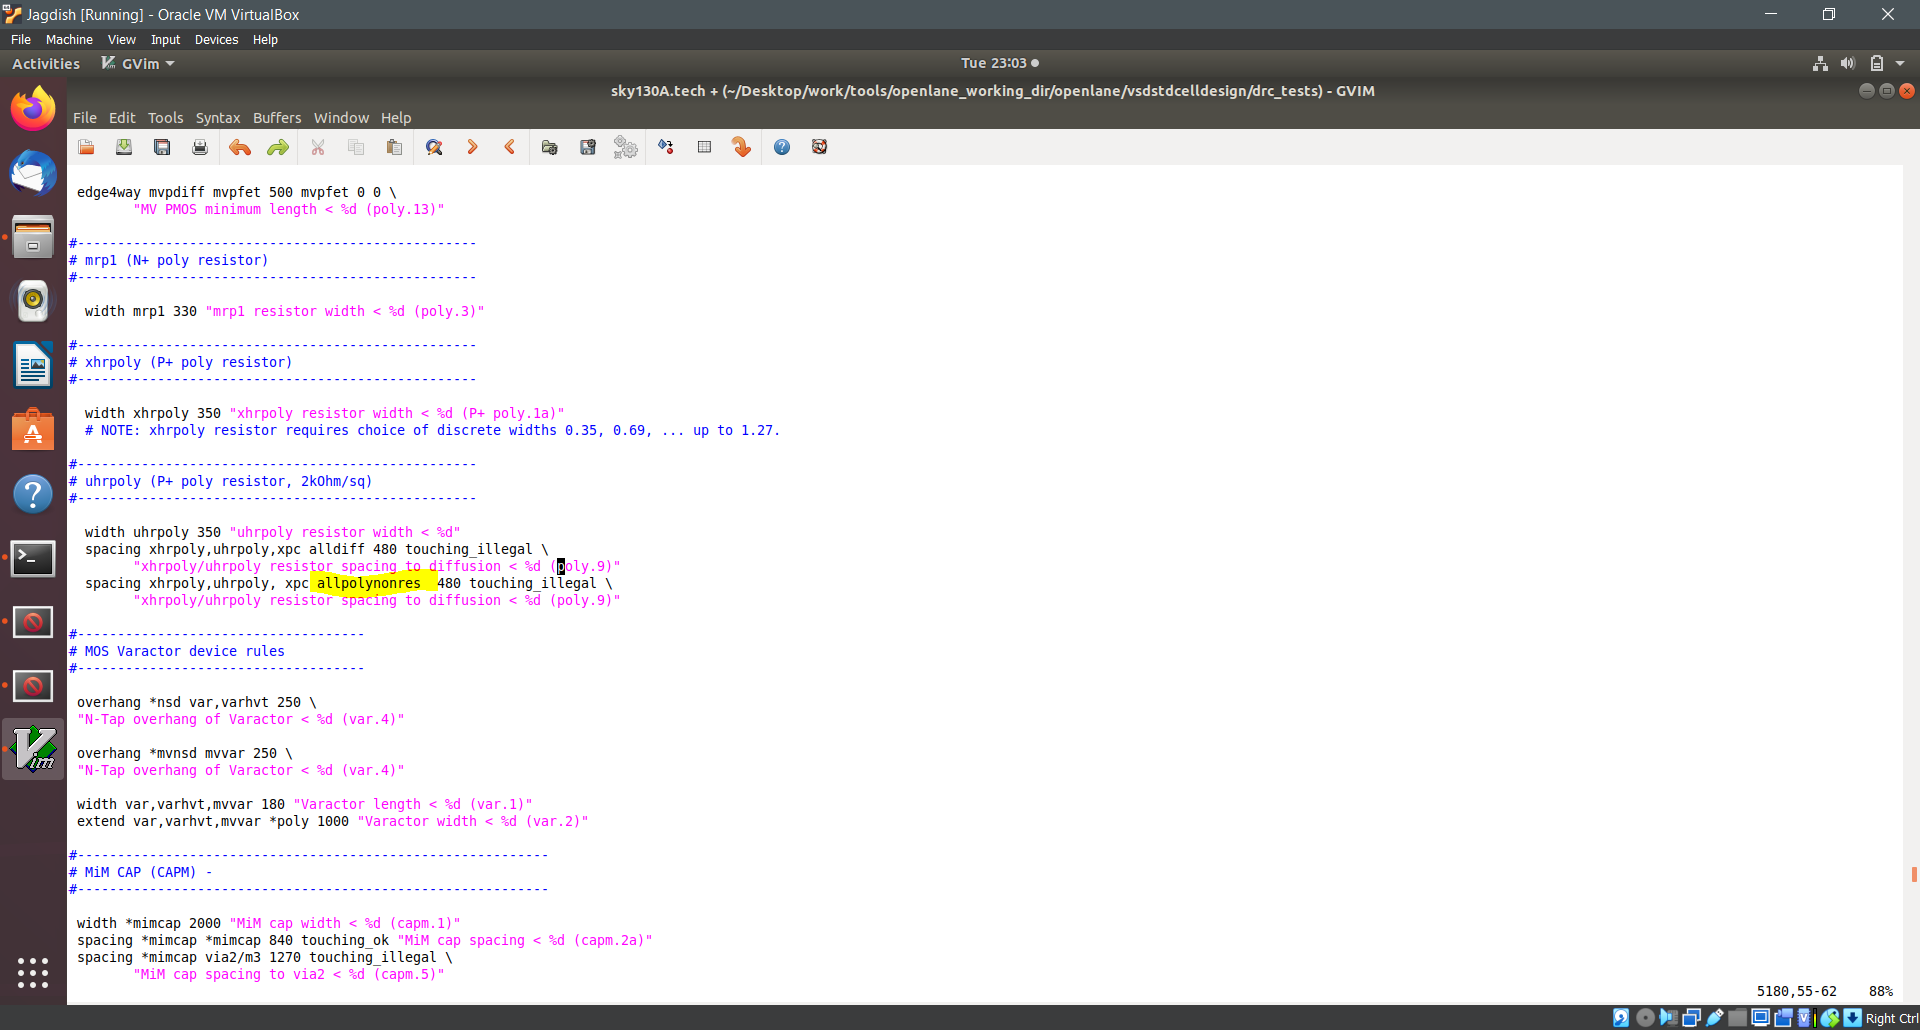 Jagdish [Running] - Oracle VM VirtualBox
File Machine View Input Devices Help
Activities GVim Tue 23:03
sky130A.tech + (~/Desktop/work/tools/openlane_working_dir/openlane/vsdstdcelldesign/drc_tests) - GVIM
File Edit Tools Syntax Buffers Window Help
edge4way mvpdiff mvpfet 500 mvpfet 0 0 \
"MV PMOS minimum length < %d (poly.13)"
#--------------------------------------------------
# mrp1 (N+ poly resistor)
#--------------------------------------------------
width mrp1 330 "mrp1 resistor width < %d (poly.3)"
#--------------------------------------------------
# xhrpoly (P+ poly resistor)
#--------------------------------------------------
width xhrpoly 350 "xhrpoly resistor width < %d (P+ poly.1a)"
# NOTE: xhrpoly resistor requires choice of discrete widths 0.35, 0.69, ... up to 1.27.
#--------------------------------------------------
# uhrpoly (P+ poly resistor, 2kOhm/sq)
#--------------------------------------------------
width uhrpoly 350 "uhrpoly resistor width < %d"
spacing xhrpoly,uhrpoly,xpc alldiff 480 touching_illegal \
"xhrpoly/uhrpoly resistor spacing to diffusion < %d (poly.9)"
spacing xhrpoly,uhrpoly, xpc allpolynonres 480 touching_illegal \
"xhrpoly/uhrpoly resistor spacing to diffusion < %d (poly.9)"
#------------------------------------
# MOS Varactor device rules
#------------------------------------
overhang *nsd var,varhvt 250 \
"N-Tap overhang of Varactor < %d (var.4)"
overhang *mvnsd mvvar 250 \
"N-Tap overhang of Varactor < %d (var.4)"
width var,varhvt,mvvar 180 "Varactor length < %d (var.1)"
extend var,varhvt,mvvar *poly 1000 "Varactor width < %d (var.2)"
#-----------------------------------------------------------
# MiM CAP (CAPM) -
#-----------------------------------------------------------
width *mimcap 2000 "MiM cap width < %d (capm.1)"
spacing *mimcap *mimcap 840 touching_ok "MiM cap spacing < %d (capm.2a)"
spacing *mimcap via2/m3 1270 touching_illegal \
"MiM cap spacing to via2 < %d (capm.5)"
5180,55-62 88%
Right Ctrl